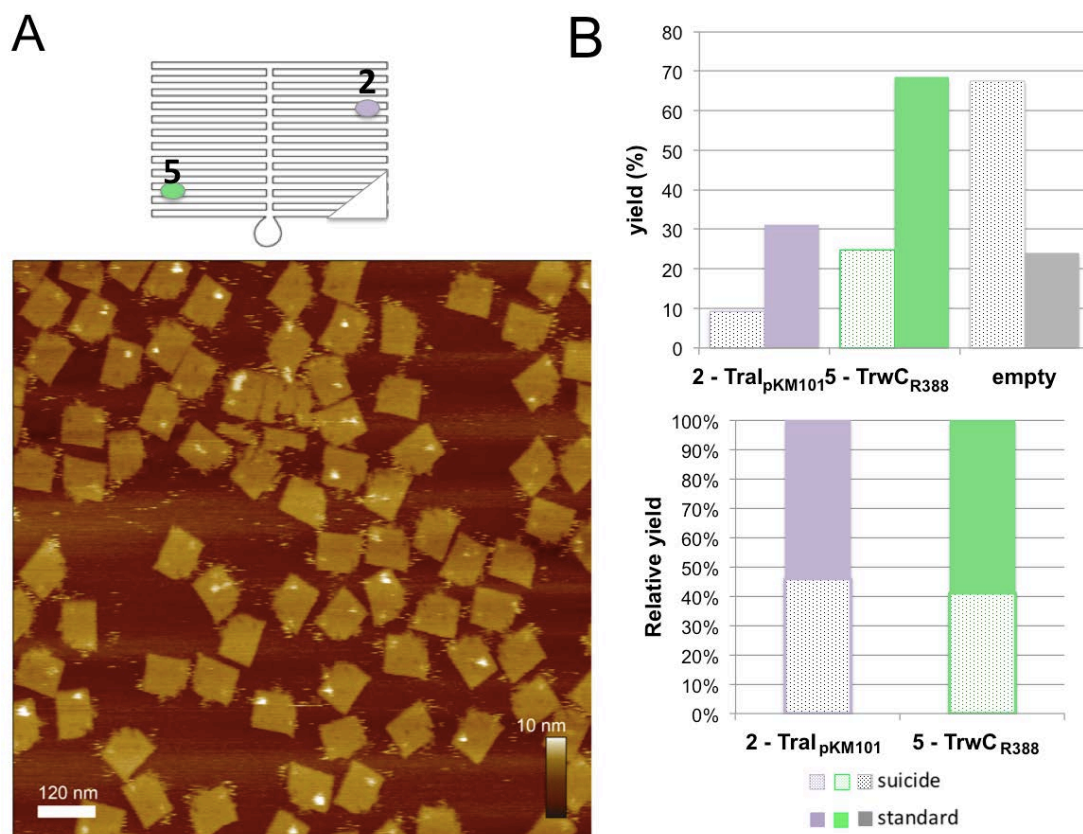 A
2
5
120 nm
10 nm
B
yield (%)
80
70
60
50
40
30
20
10
0
2 - TraIpKM101 5 - TrwCR388 empty
Relative yield
100%
90%
80%
70%
60%
50%
40%
30%
20%
10%
0%
2 - TraIpKM101 5 - TrwCR388
suicide
standard